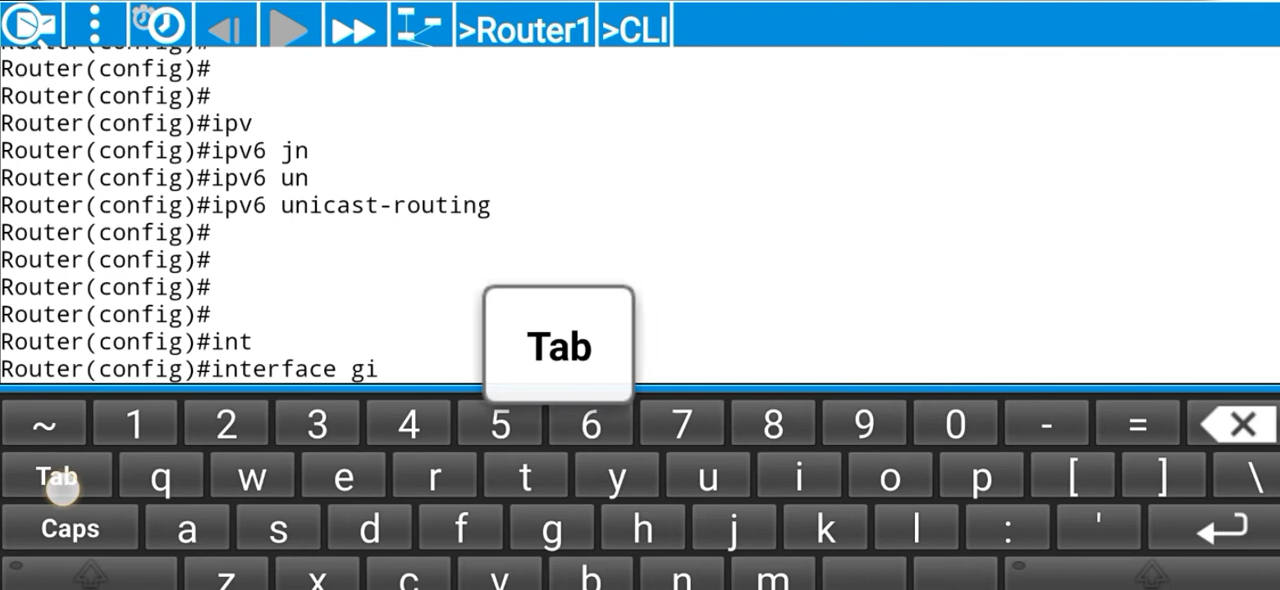 >Router1 >CLI
Router(config)#
Router(config)#
Router(config)#
Router(config)#ipv
Router(config)#ipv6 jn
Router(config)#ipv6 un
Router(config)#ipv6 unicast-routing
Router(config)#
Router(config)#
Router(config)#
Router(config)#
Router(config)#int
Router(config)#interface gi
Tab
~ 1 2 3 4 5 6 7 8 9 0 - =
Tab q w e r t y u i o p [ ] \
Caps a s d f g h j k l : '
z x c v b n m